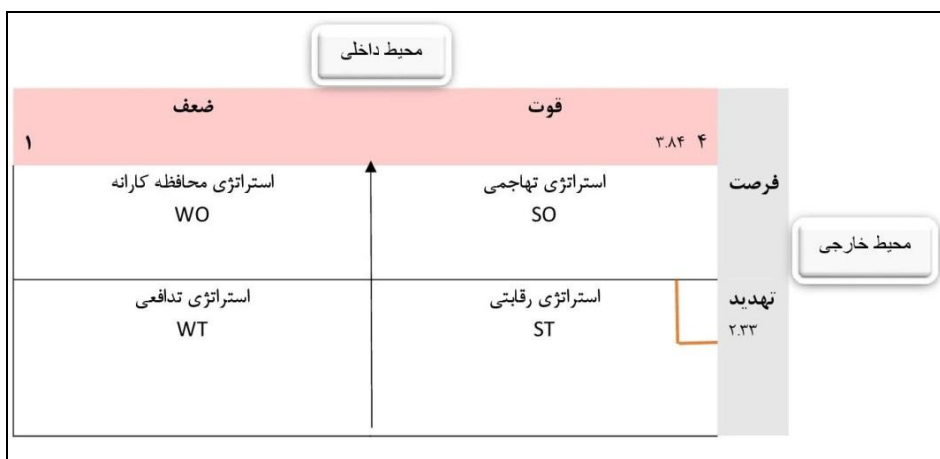 محیط داخلی
قوت
ضعف
۴ ۳.۸۴
۱
فرصت
استراتژی تهاجمی
SO
استراتژی محافظه کارانه
WO
محیط خارجی
تهدید
۲.۳۳
استراتژی رقابتی
ST
استراتژی تدافعی
WT